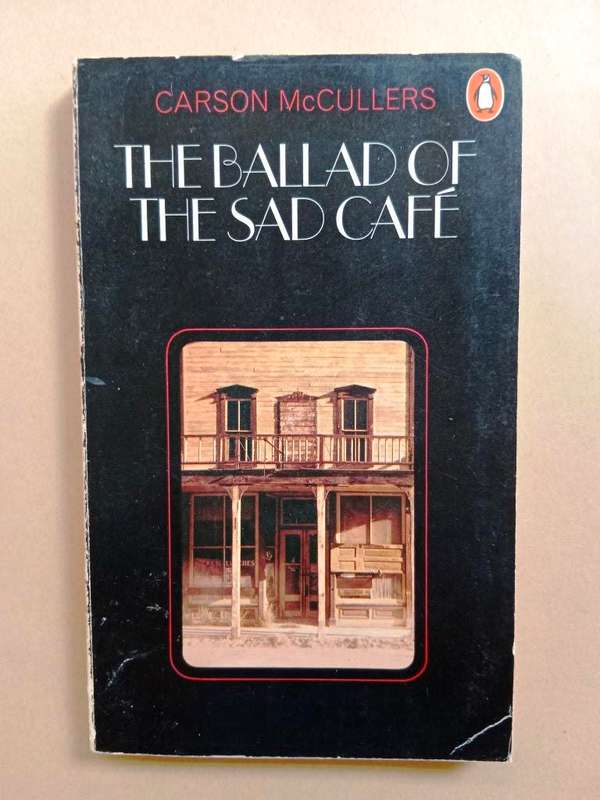 CARSON McCULLERS
THE BALLAD OF
THE SAD CAFÉ